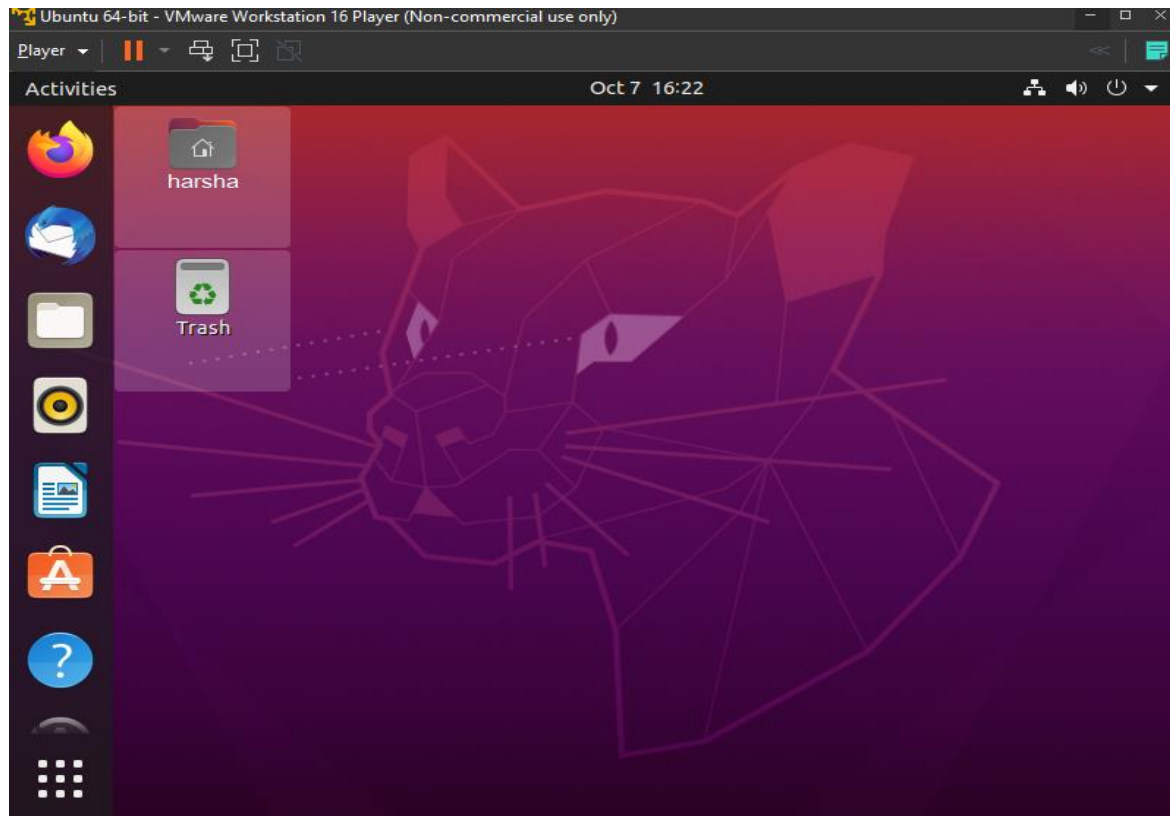 Ubuntu 64-bit - VMware Workstation 16 Player (Non-commercial use only)
Player
Activities
Oct 7 16:22
harsha
Trash